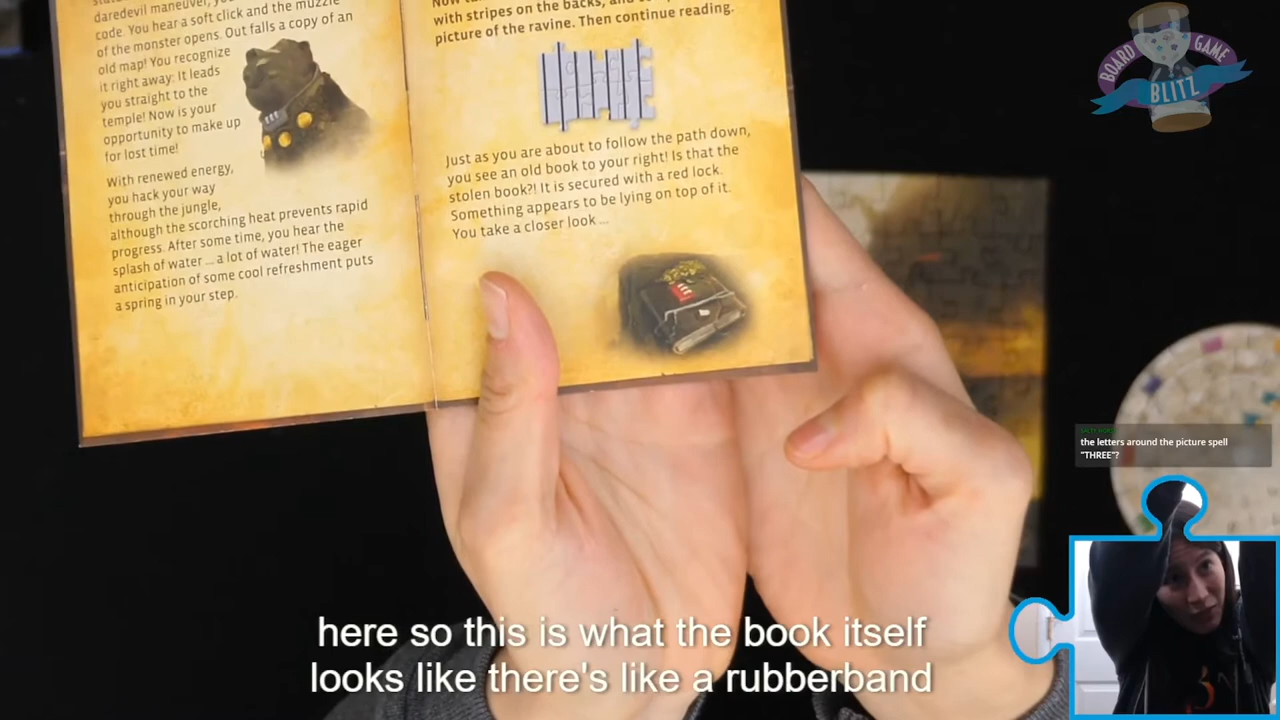 daredevil maneuver, yo
code. You hear a soft click and the muzzle
of the monster opens. Out falls a copy of an
old map! You recognize
it right away: It leads
you straight to the
temple! Now is your
opportunity to make up
for lost time!
With renewed energy,
you hack your way
through the jungle,
although the scorching heat prevents rapid
progress. After some time, you hear the
splash of water ... a lot of water! The eager
anticipation of some cool refreshment puts
a spring in your step.
with stripes on the backs, and
picture of the ravine. Then continue reading.
Just as you are about to follow the path down,
you see an old book to your right! Is that the
stolen book?! It is secured with a red lock.
Something appears to be lying on top of it.
You take a closer look ...
BOARD GAME
BLITZ
the letters around the picture spell
"THREE"?
here so this is what the book itself
looks like there's like a rubberband